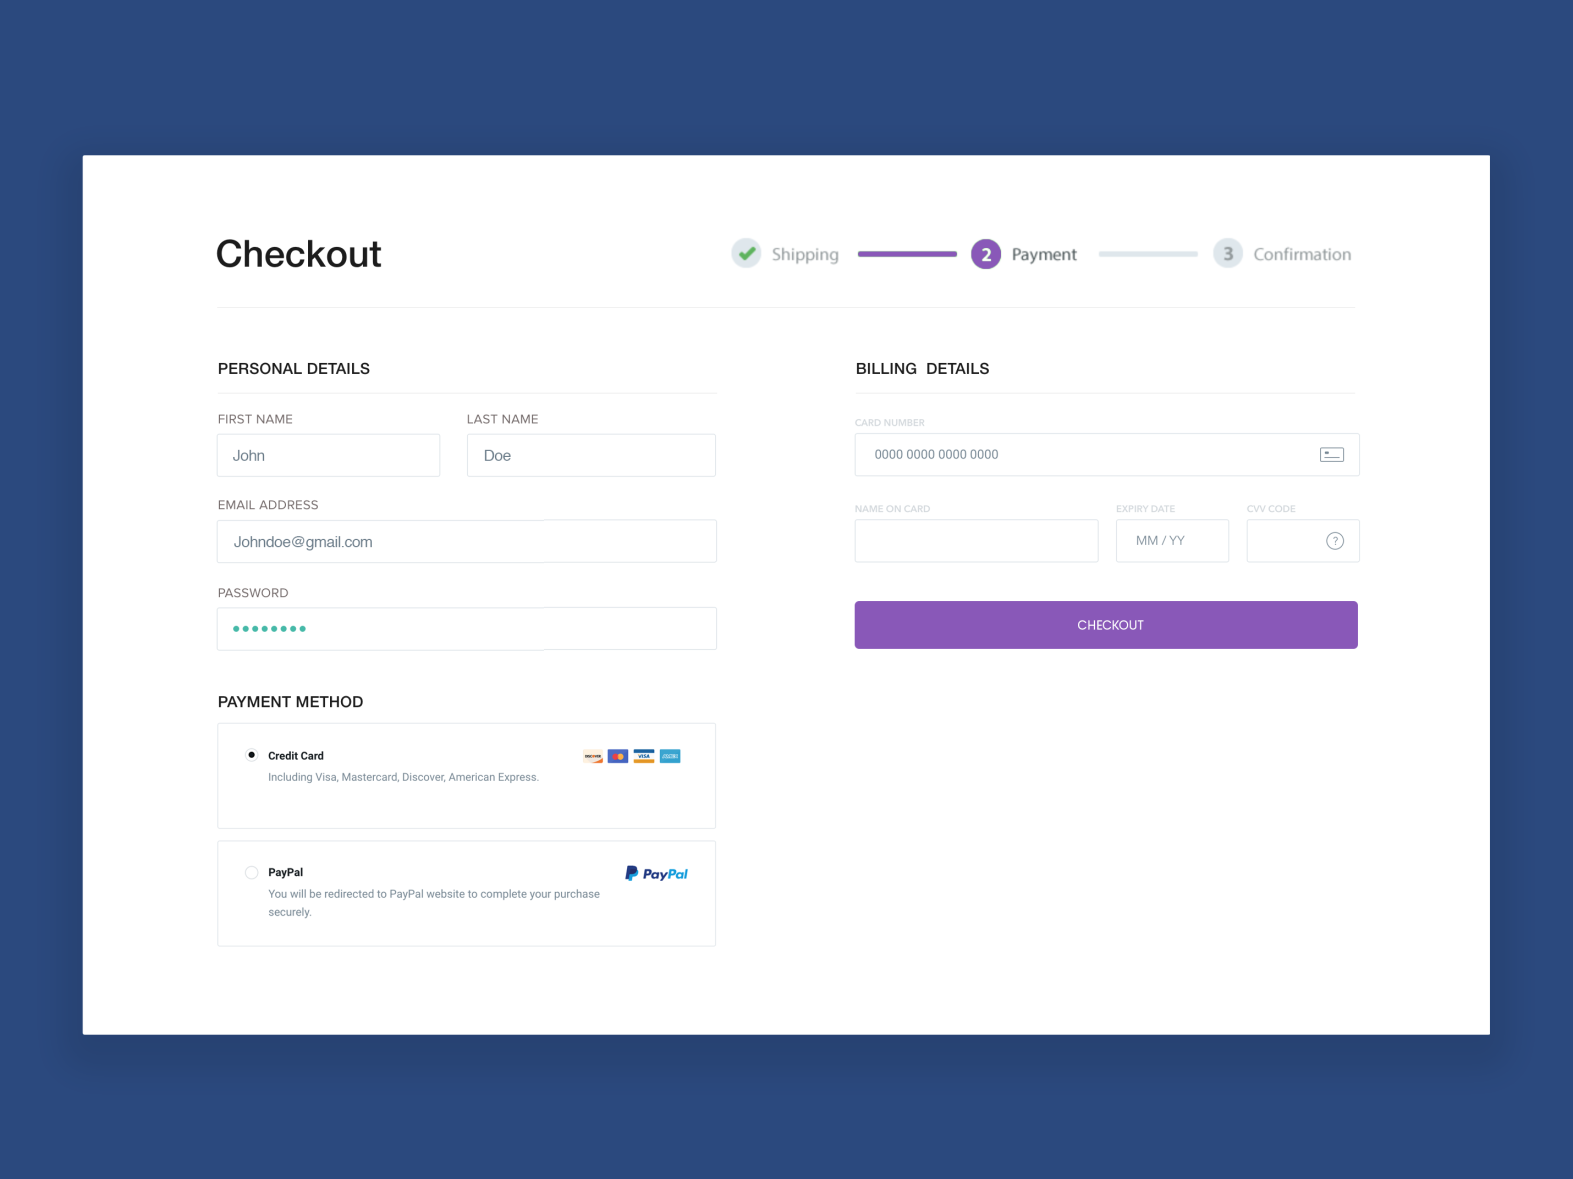 Checkout
Shipping
2 Payment
3 Confirmation
PERSONAL DETAILS
FIRST NAME
LAST NAME
John
Doe
EMAIL ADDRESS
Johndoe@gmail.com
PASSWORD
PAYMENT METHOD
Credit Card
DISCOVER
VISA
Including Visa, Mastercard, Discover, American Express.
PayPal
PayPal
You will be redirected to PayPal website to complete your purchase
securely.
BILLING DETAILS
CARD NUMBER
0000 0000 0000 0000
NAME ON CARD
EXPIRY DATE
CVV CODE
MM / YY
?
CHECKOUT